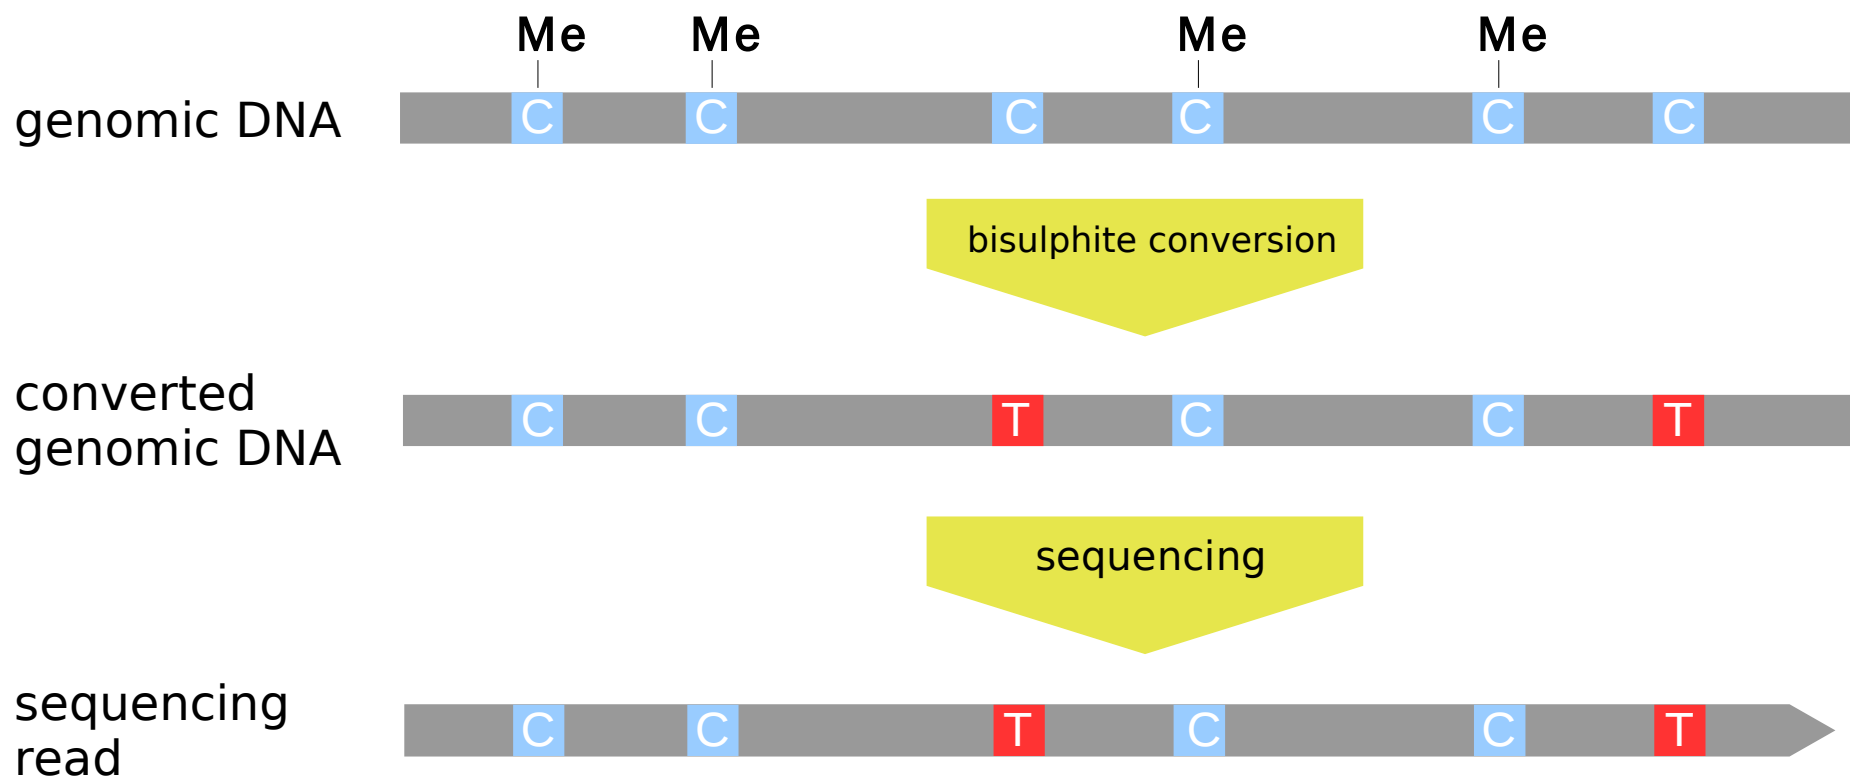 Me Me Me Me
genomic DNA C C C C C C
bisulphite conversion
converted
genomic DNA C C T C C T
sequencing
sequencing
read C C T C C T